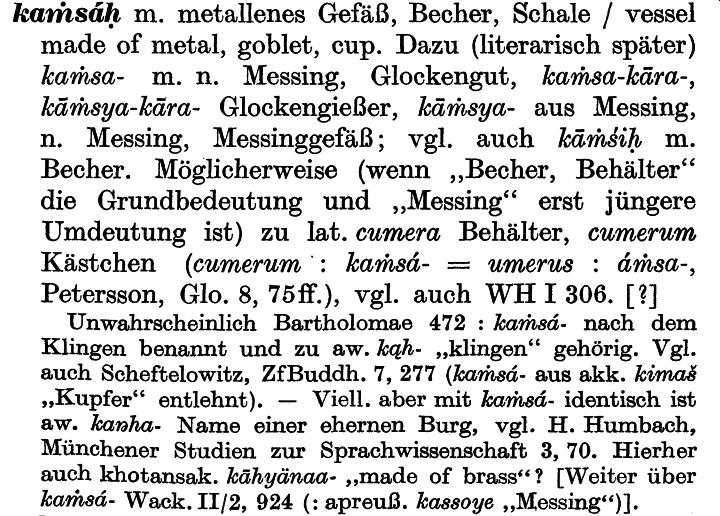 kaṁsáḥ m. metallenes Gefäß, Becher, Schale / vessel
made of metal, goblet, cup. Dazu (literarisch später)
kaṁsa- m. n. Messing, Glockengut, kaṁsa-kāra-,
kāṁsya-kāra- Glockengießer, kāṁsya- aus Messing,
n. Messing, Messinggefäß; vgl. auch kāṁśiḥ m.
Becher. Möglicherweise (wenn „Becher, Behälter“
die Grundbedeutung und „Messing“ erst jüngere
Umdeutung ist) zu lat. cumera Behälter, cumerum
Kästchen (cumerum : kaṁsá- = umerus : áṁsa-,
Petersson, Glo. 8, 75ff.), vgl. auch WH I 306. [?]
Unwahrscheinlich Bartholomae 472 : kaṁsá- nach dem
Klingen benannt und zu aw. kąh- „klingen“ gehörig. Vgl.
auch Scheftelowitz, ZfBuddh. 7, 277 (kaṁsá- aus akk. kimaš
„Kupfer“ entlehnt). — Viell. aber mit kaṁsá- identisch ist
aw. kaṇha- Name einer ehernen Burg, vgl. H. Humbach,
Münchener Studien zur Sprachwissenschaft 3, 70. Hierher
auch khotansak. kāhyänaa- „made of brass“? [Weiter über
kaṁsá- Wack. II/2, 924 (: apreuß. kassoye „Messing“)].